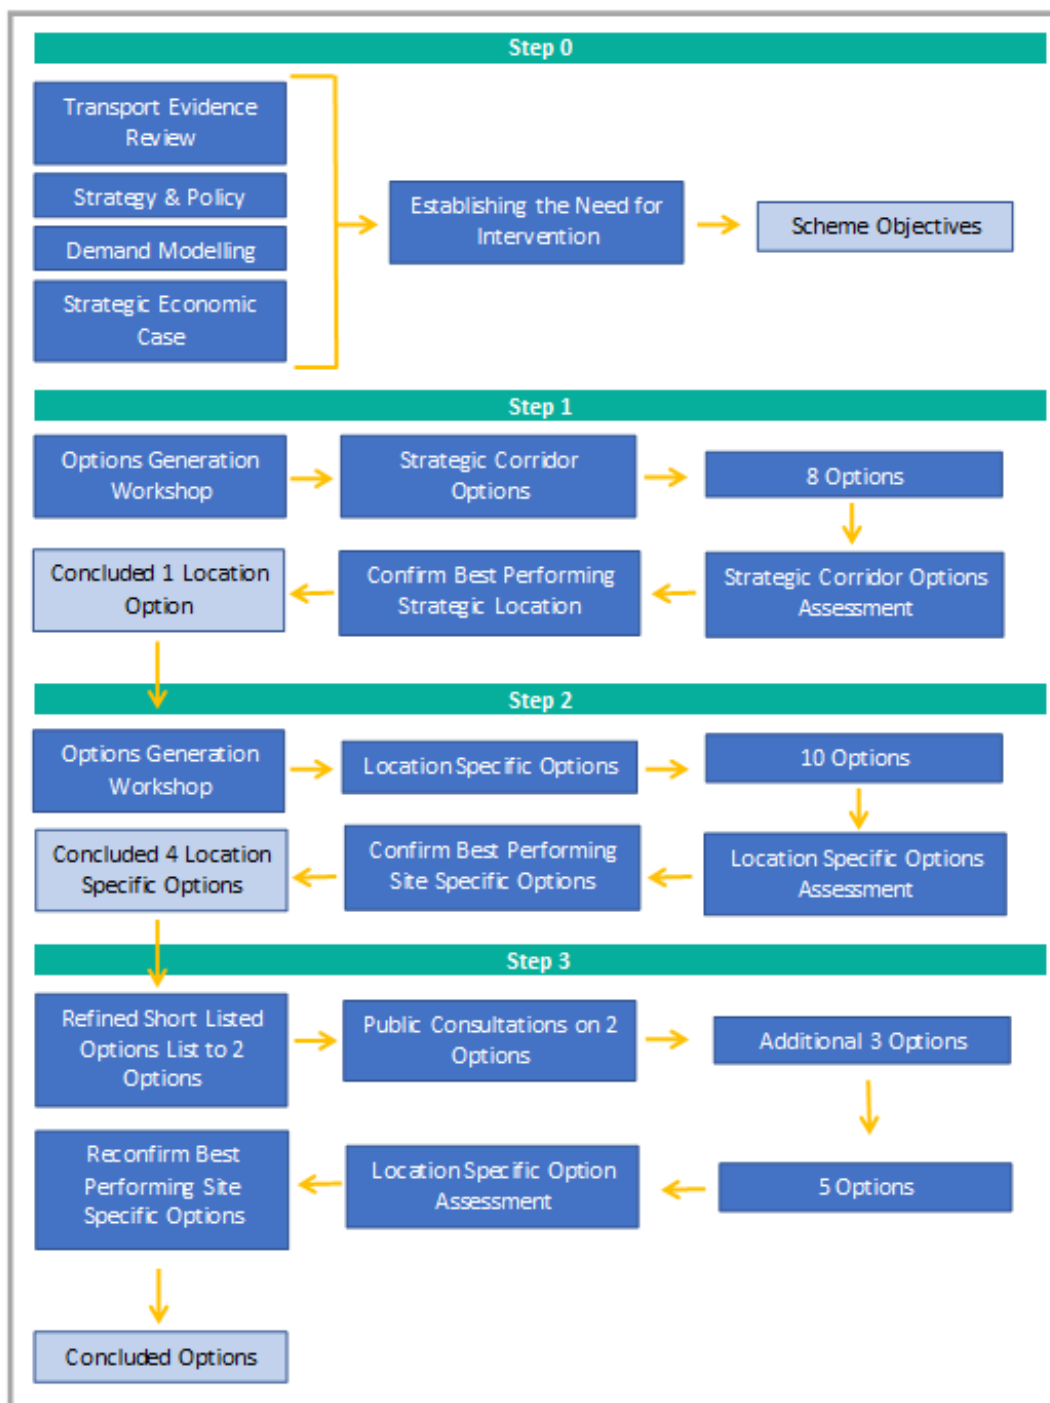 Step 0
Transport Evidence
Review
Strategy & Policy
Demand Modelling
Strategic Economic
Case
Establishing the Need for
Intervention
Scheme Objectives
Step 1
Options Generation
Workshop
Strategic Corridor
Options
8 Options
Strategic Corridor Options
Assessment
Confirm Best Performing
Strategic Location
Concluded 1 Location
Option
Step 2
Options Generation
Workshop
Location Specific Options
10 Options
Location Specific Options
Assessment
Confirm Best Performing
Site Specific Options
Concluded 4 Location
Specific Options
Step 3
Refined Short Listed
Options List to 2
Options
Public Consultations on 2
Options
Additional 3 Options
5 Options
Location Specific Option
Assessment
Reconfirm Best
Performing Site
Specific Options
Concluded Options